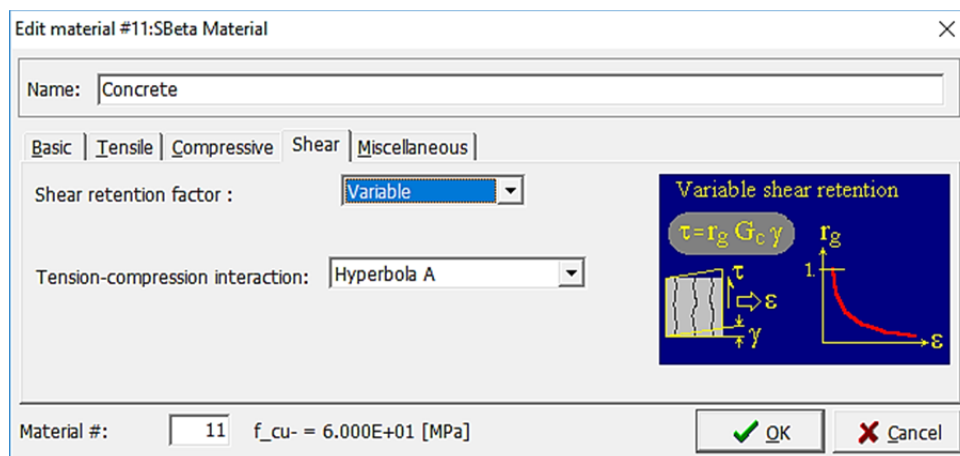 Edit material #11:SBeta Material
Name: Concrete
Basic Tensile Compressive Shear Miscellaneous
Shear retention factor : Variable
Tension-compression interaction: Hyperbola A
Variable shear retention
τ=rg Gc γ
rg
1.
τ
ε
γ
ε
Material #: 11 f_cu- = 6.000E+01 [MPa]
OK
Cancel